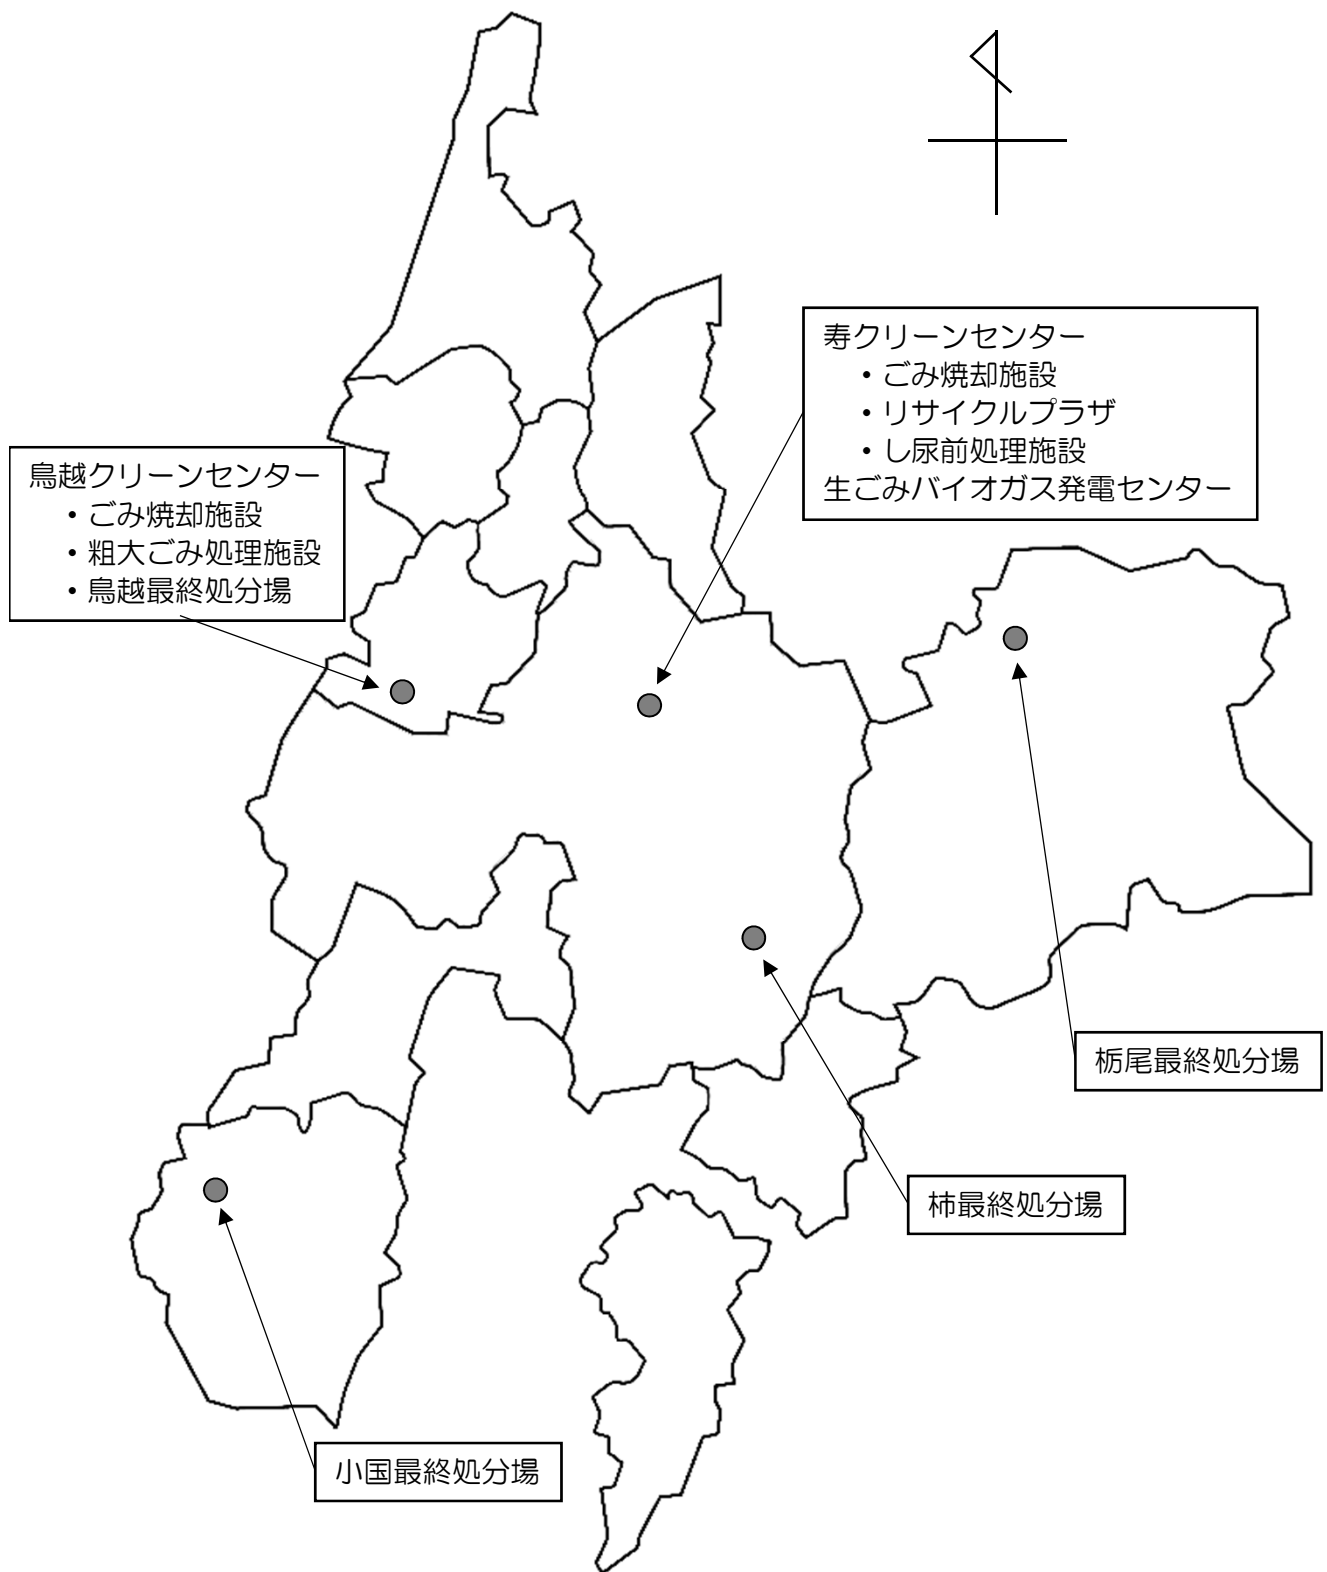 寿クリーンセンター
・ごみ焼却施設
・リサイクルプラザ
・し尿前処理施設
生ごみバイオガス発電センター
鳥越クリーンセンター
・ごみ焼却施設
・粗大ごみ処理施設
・鳥越最終処分場
栃尾最終処分場
柿最終処分場
小国最終処分場